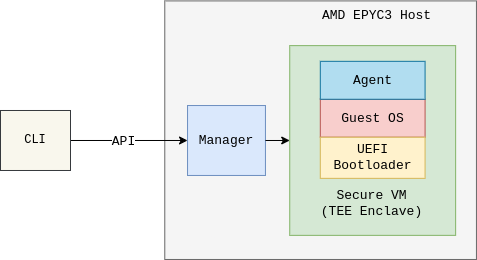 AMD EPYC3 Host
Agent
Guest OS
UEFI
Bootloader
CLI
API
Manager
Secure VM
(TEE Enclave)